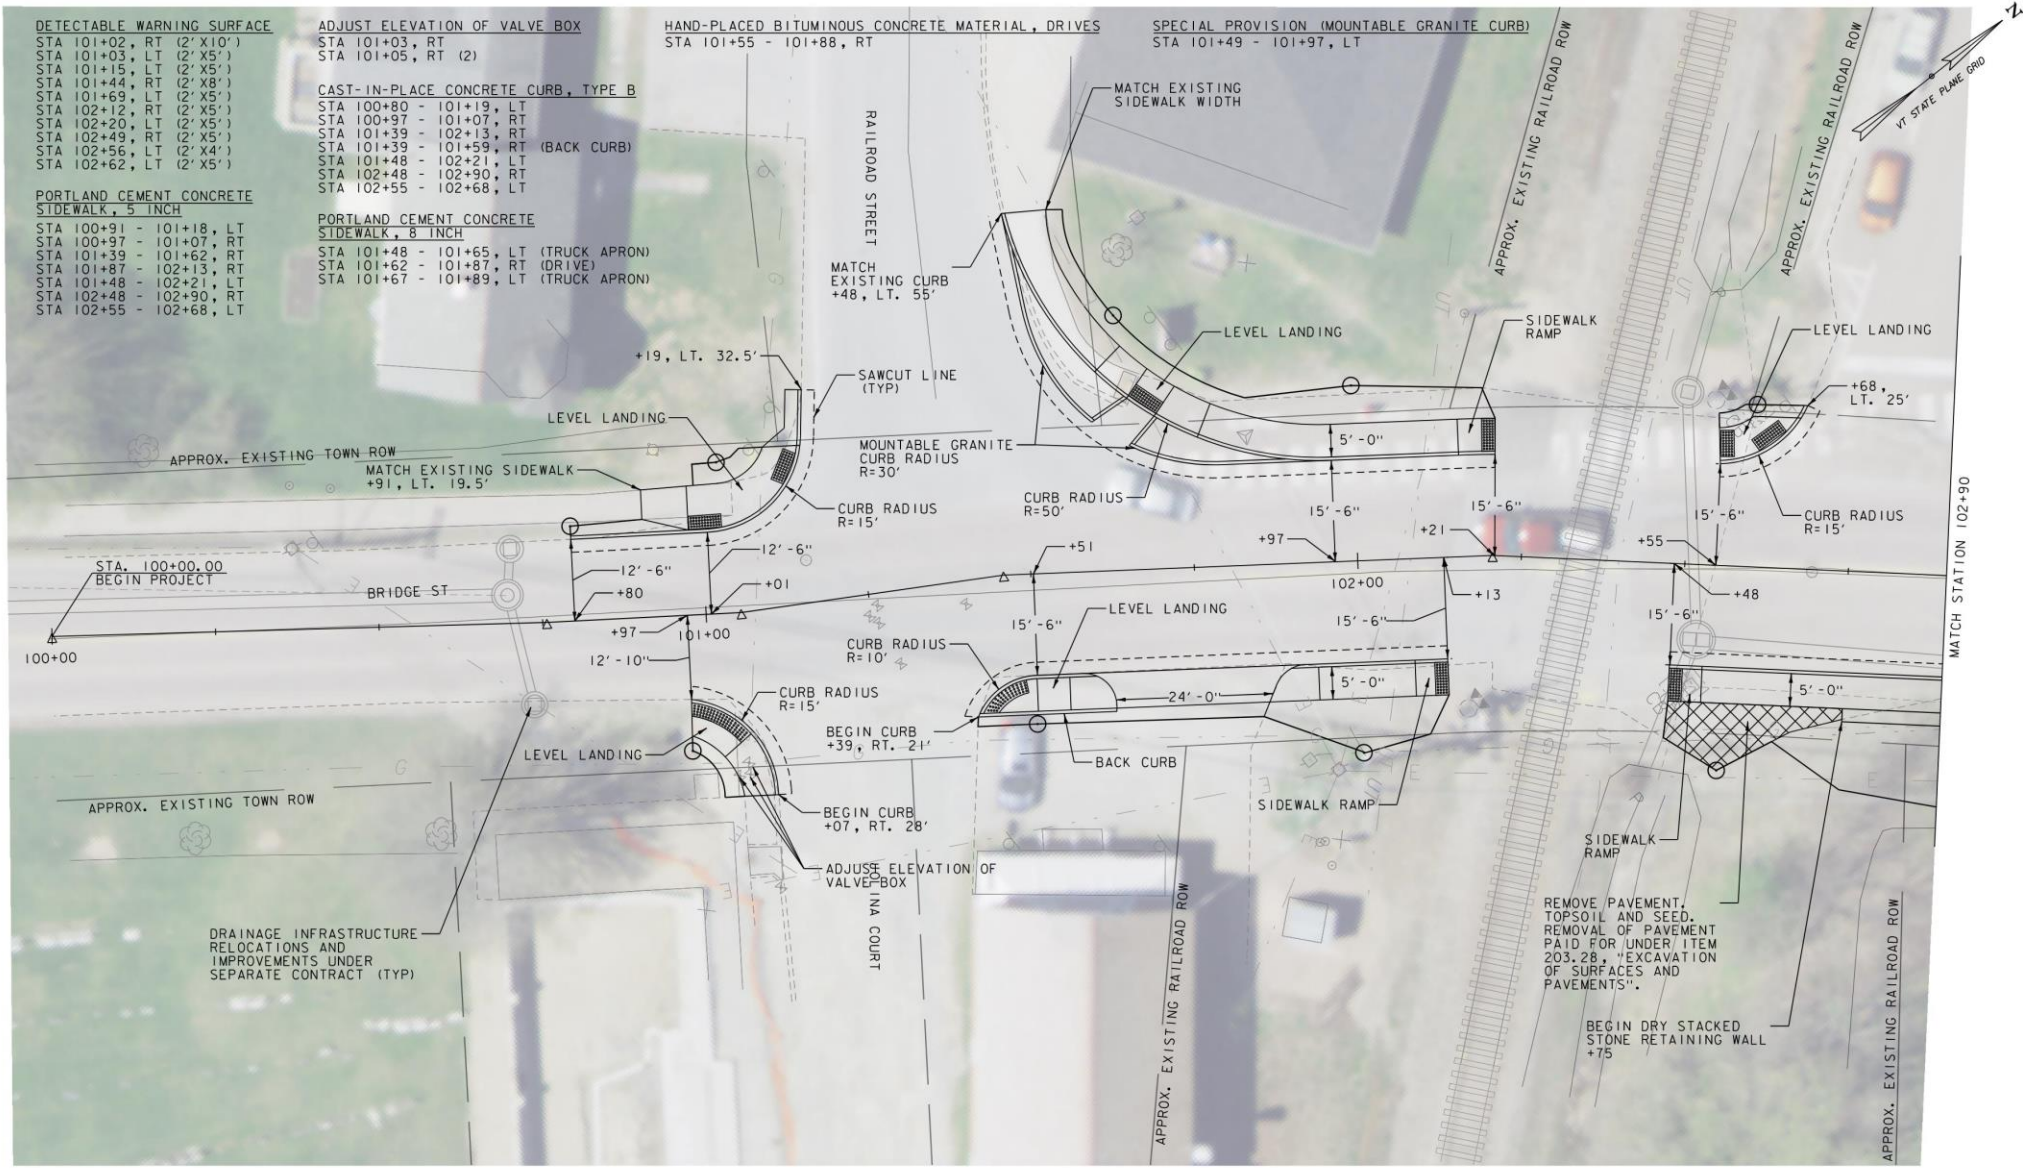 DETECTABLE WARNING SURFACE
STA 101+02, RT (2'X10')
STA 101+03, LT (2'X5')
STA 101+15, LT (2'X5')
STA 101+44, RT (2'X8')
STA 101+69, LT (2'X5')
STA 102+12, RT (2'X5')
STA 102+20, LT (2'X5')
STA 102+49, RT (2'X5')
STA 102+56, LT (2'X4')
STA 102+62, LT (2'X5')
PORTLAND CEMENT CONCRETE
SIDEWALK, 5 INCH
STA 100+91 - 101+18, LT
STA 100+97 - 101+07, RT
STA 101+39 - 101+62, RT
STA 101+87 - 102+13, RT
STA 101+48 - 102+21, LT
STA 102+48 - 102+90, RT
STA 102+55 - 102+68, LT
ADJUST ELEVATION OF VALVE BOX
STA 101+03, RT
STA 101+05, RT (2)
CAST-IN-PLACE CONCRETE CURB, TYPE B
STA 100+80 - 101+19, LT
STA 100+97 - 101+07, RT
STA 101+39 - 102+13, RT
STA 101+39 - 101+59, RT (BACK CURB)
STA 101+48 - 102+21, LT
STA 102+48 - 102+90, RT
STA 102+55 - 102+68, LT
PORTLAND CEMENT CONCRETE
SIDEWALK, 8 INCH
STA 101+48 - 101+65, LT (TRUCK APRON)
STA 101+62 - 101+87, RT (DRIVE)
STA 101+67 - 101+89, LT (TRUCK APRON)
HAND-PLACED BITUMINOUS CONCRETE MATERIAL, DRIVES
STA 101+55 - 101+88, RT
SPECIAL PROVISION (MOUNTABLE GRANITE CURB)
STA 101+49 - 101+97, LT
N
VT STATE PLANE GRID
APPROX. EXISTING RAILROAD ROW
APPROX. EXISTING RAILROAD ROW
RAILROAD STREET
MATCH EXISTING
SIDEWALK WIDTH
MATCH
EXISTING CURB
+48, LT. 55'
LEVEL LANDING
SIDEWALK
RAMP
LEVEL LANDING
+68,
LT. 25'
+19, LT. 32.5'
SAWCUT LINE
(TYP)
LEVEL LANDING
APPROX. EXISTING TOWN ROW
MATCH EXISTING SIDEWALK
+91, LT. 19.5'
MOUNTABLE GRANITE
CURB RADIUS
R=30'
5'-0"
CURB RADIUS
R=15'
CURB RADIUS
R=50'
15'-6"
15'-6"
15'-6"
CURB RADIUS
R=15'
MATCH STATION 102+90
STA. 100+00.00
BEGIN PROJECT
BRIDGE ST
12'-6"
12'-6"
+80
+01
+51
+97
+21
+55
100+00
+97
101+00
102+00
+13
+48
12'-10"
15'-6"
LEVEL LANDING
15'-6"
15'-6"
CURB RADIUS
R=10'
CURB RADIUS
R=15'
24'-0"
5'-0"
5'-0"
LEVEL LANDING
BEGIN CURB
+39, RT. 21'
BACK CURB
APPROX. EXISTING TOWN ROW
BEGIN CURB
+07, RT. 28'
SIDEWALK RAMP
SIDEWALK
RAMP
ADJUST ELEVATION OF
VALVE BOX
DRAINAGE INFRASTRUCTURE
RELOCATIONS AND
IMPROVEMENTS UNDER
SEPARATE CONTRACT (TYP)
COURT
APPROX. EXISTING RAILROAD ROW
REMOVE PAVEMENT.
TOPSOIL AND SEED.
REMOVAL OF PAVEMENT
PAID FOR UNDER ITEM
203.28, "EXCAVATION
OF SURFACES AND
PAVEMENTS".
BEGIN DRY STACKED
STONE RETAINING WALL
+75
APPROX. EXISTING RAILROAD ROW